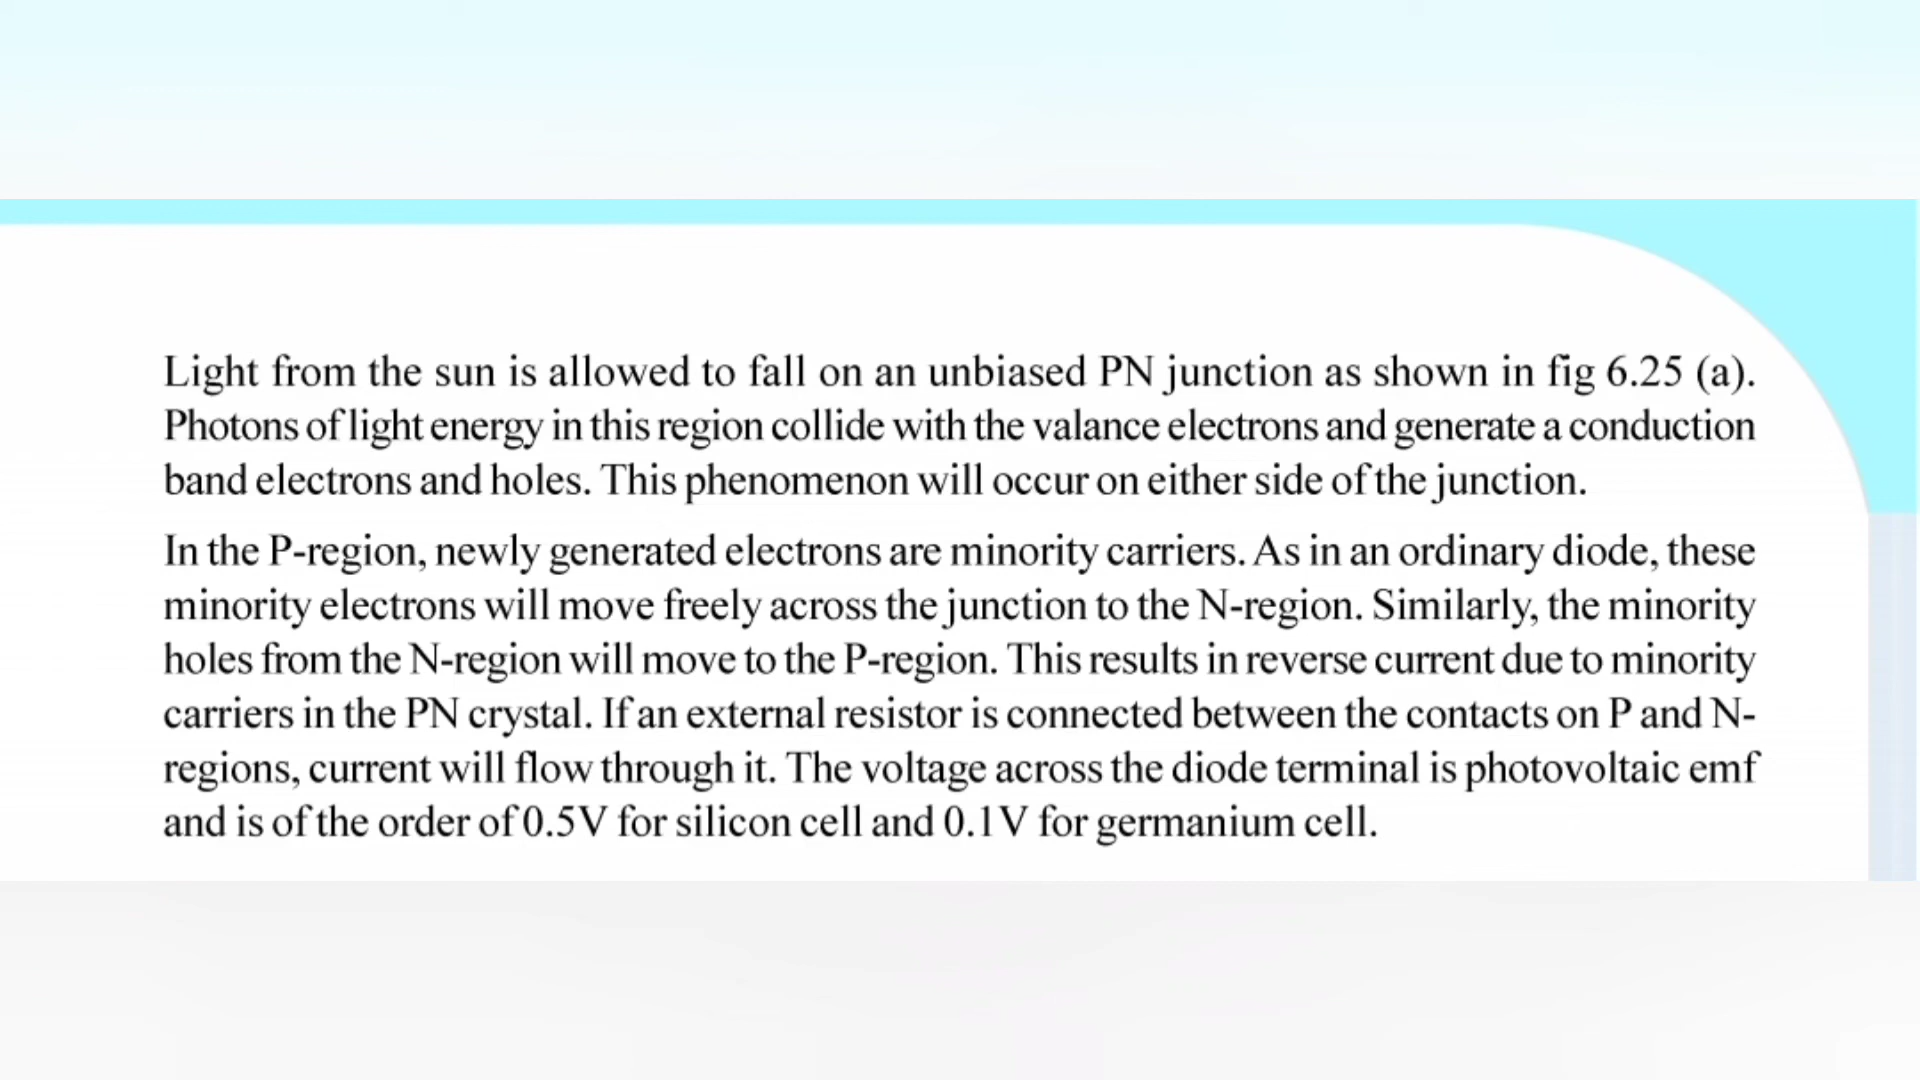 Light from the sun is allowed to fall on an unbiased PN junction as shown in fig 6.25 (a).
Photons of light energy in this region collide with the valance electrons and generate a conduction
band electrons and holes. This phenomenon will occur on either side of the junction.
In the P-region, newly generated electrons are minority carriers. As in an ordinary diode, these
minority electrons will move freely across the junction to the N-region. Similarly, the minority
holes from the N-region will move to the P-region. This results in reverse current due to minority
carriers in the PN crystal. If an external resistor is connected between the contacts on P and N-
regions, current will flow through it. The voltage across the diode terminal is photovoltaic emf
and is of the order of 0.5V for silicon cell and 0.1V for germanium cell.